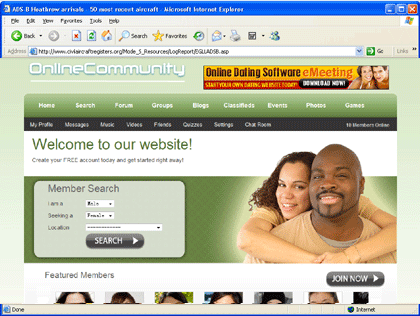 ADS-B Heathrow arrivals - 50 most recent aircraft - Microsoft Internet Explorer
File Edit View Favorites Tools Help
Back Search Favorites
Address http://www.civilaircraftregisters.org/Mode_S_Resources/LogReport/EGLLADSB.asp Go Links
OnlineCommunity
Online Dating Software eMeeting
START YOUR OWN DATING WEBSITE TODAY! DOWNLOAD NOW!
Home Search Forum Groups Blogs Classifieds Events Photos Games
My Profile Messages Music Videos Friends Quizzes Settings Chat Room 19 Members Online
Welcome to our website!
Create your FREE account today and get started right away!
Member Search
I am a Male
Seeking a Female
Location
SEARCH
Featured Members
JOIN NOW
Done Internet